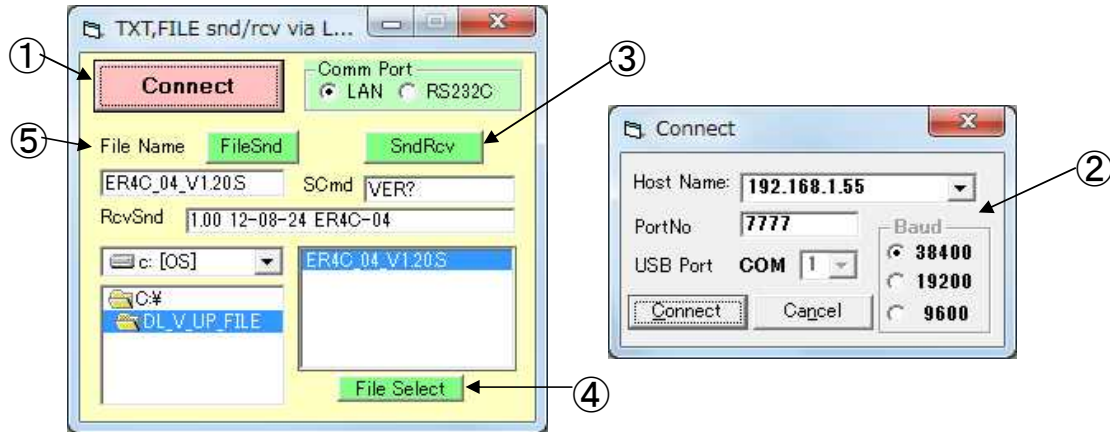 TXT,FILE snd/rcv via L...
①
Connect
Comm Port
LAN RS232C
③
⑤
File Name FileSnd SndRcv
ER4C_04_V1.20.S SCmd VER?
RcvSnd 1.00 12-08-24 ER4C-04
c: [OS]
ER4C_04_V1.20.S
C:¥
DL_V_UP_FILE
File Select
④
Connect
②
Host Name: 192.168.1.55
PortNo 7777
Baud
USB Port COM 1
38400
19200
9600
Connect Cancel